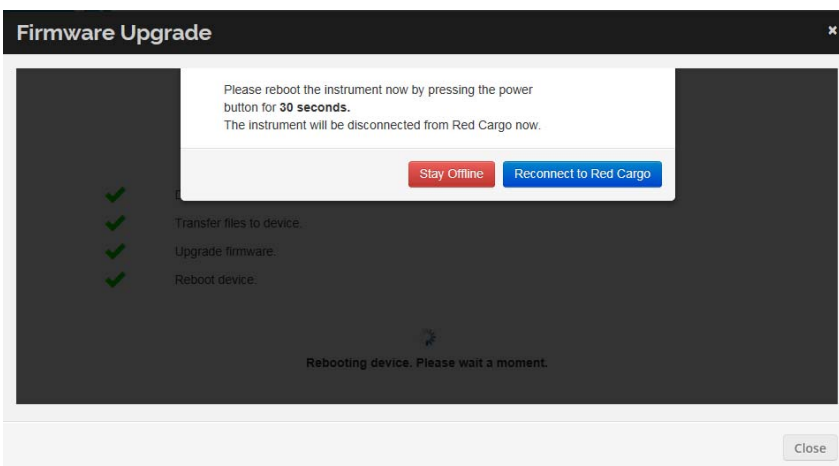 Firmware Upgrade
×
Please reboot the instrument now by pressing the power
button for 30 seconds.
The instrument will be disconnected from Red Cargo now.
Stay Offline
Reconnect to Red Cargo
Transfer files to device.
Upgrade firmware.
Reboot device.
Rebooting device. Please wait a moment.
Close